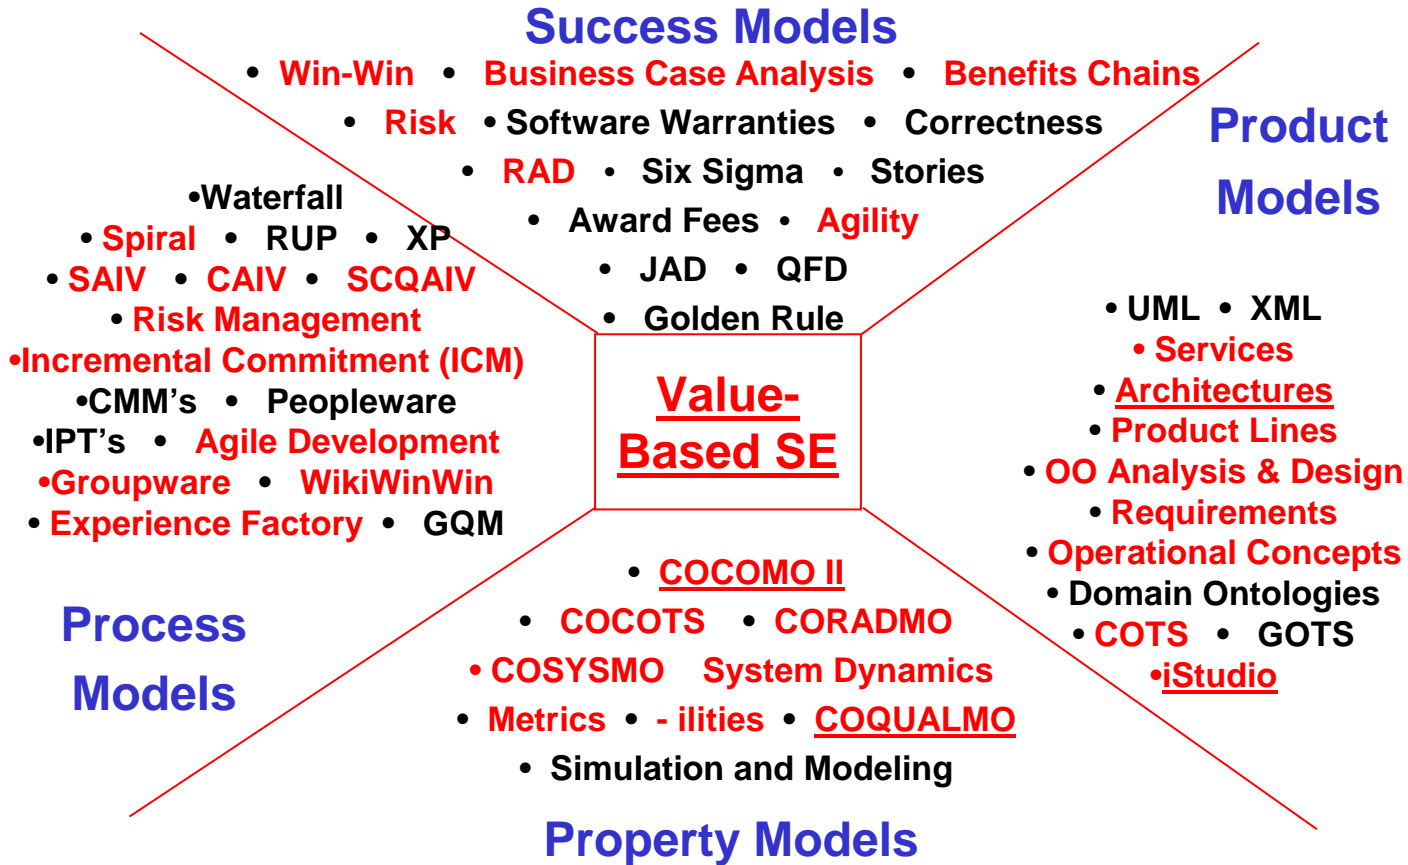 Success Models
• Win-Win • Business Case Analysis • Benefits Chains
• Risk • Software Warranties • Correctness
• RAD • Six Sigma • Stories
• Award Fees • Agility
• JAD • QFD
• Golden Rule
Product
Models
• UML • XML
• Services
• Architectures
• Product Lines
• OO Analysis & Design
• Requirements
• Operational Concepts
• Domain Ontologies
• COTS • GOTS
•iStudio
•Waterfall
• Spiral • RUP • XP
• SAIV • CAIV • SCQAIV
• Risk Management
•Incremental Commitment (ICM)
•CMM's • Peopleware
•IPT's • Agile Development
•Groupware • WikiWinWin
• Experience Factory • GQM
Process
Models
Value-
Based SE
• COCOMO II
• COCOTS • CORADMO
• COSYSMO System Dynamics
• Metrics • - ilities • COQUALMO
• Simulation and Modeling
Property Models